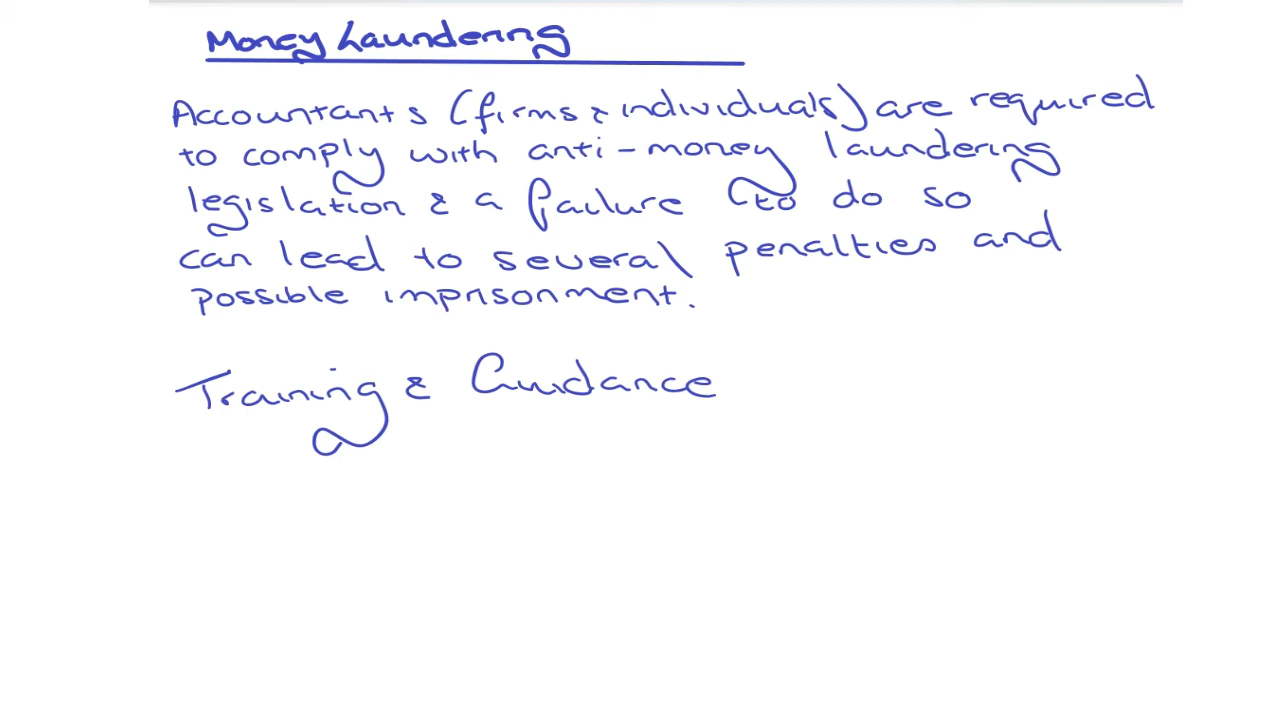 Money Laundering
Accountants (firms & individuals) are required
to comply with anti-money laundering
legislation & a failure to do so
can lead to several penalties and
possible imprisonment.
Training & Guidance